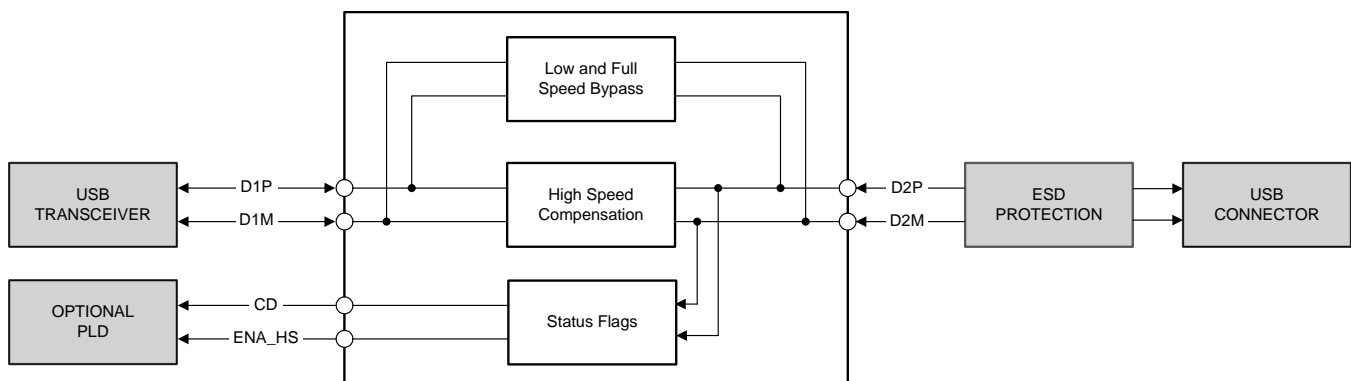 Low and Full
Speed Bypass
USB
TRANSCEIVER
D1P
D1M
High Speed
Compensation
D2P
D2M
ESD
PROTECTION
USB
CONNECTOR
OPTIONAL
PLD
CD
ENA_HS
Status Flags